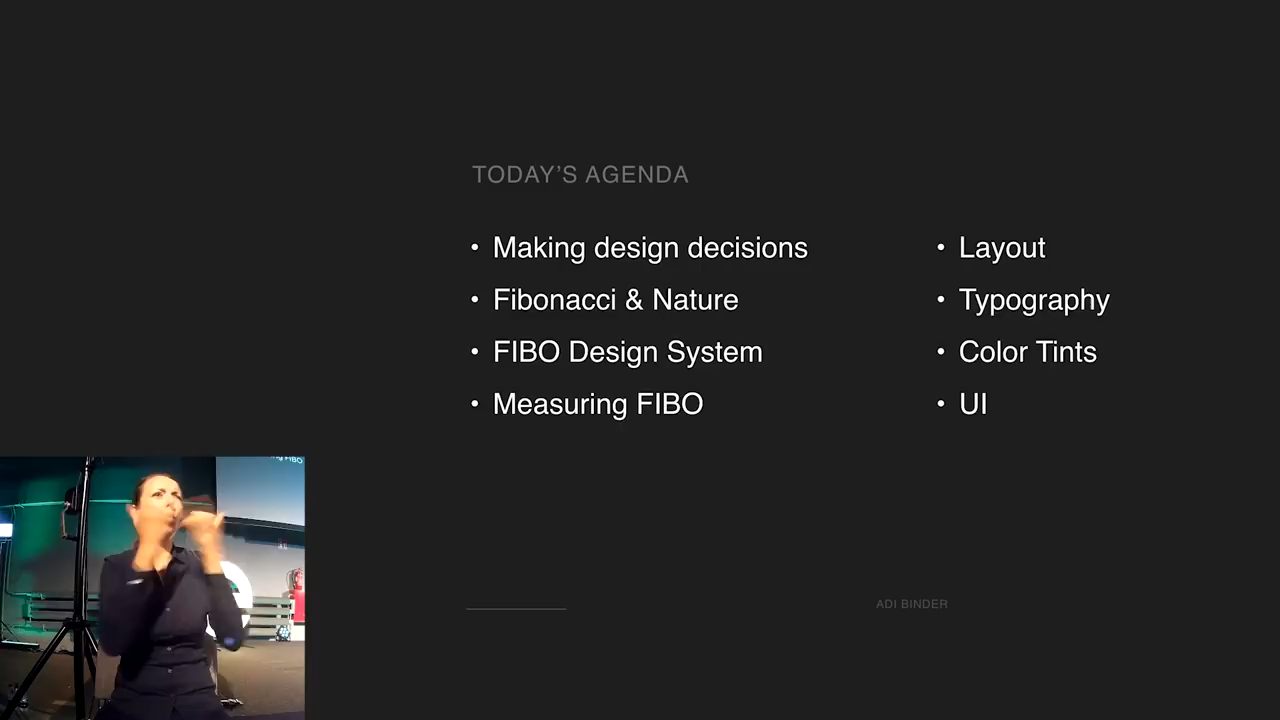 TODAY’S AGENDA
• Making design decisions
• Fibonacci & Nature
• FIBO Design System
• Measuring FIBO
• Layout
• Typography
• Color Tints
• UI
ADI BINDER